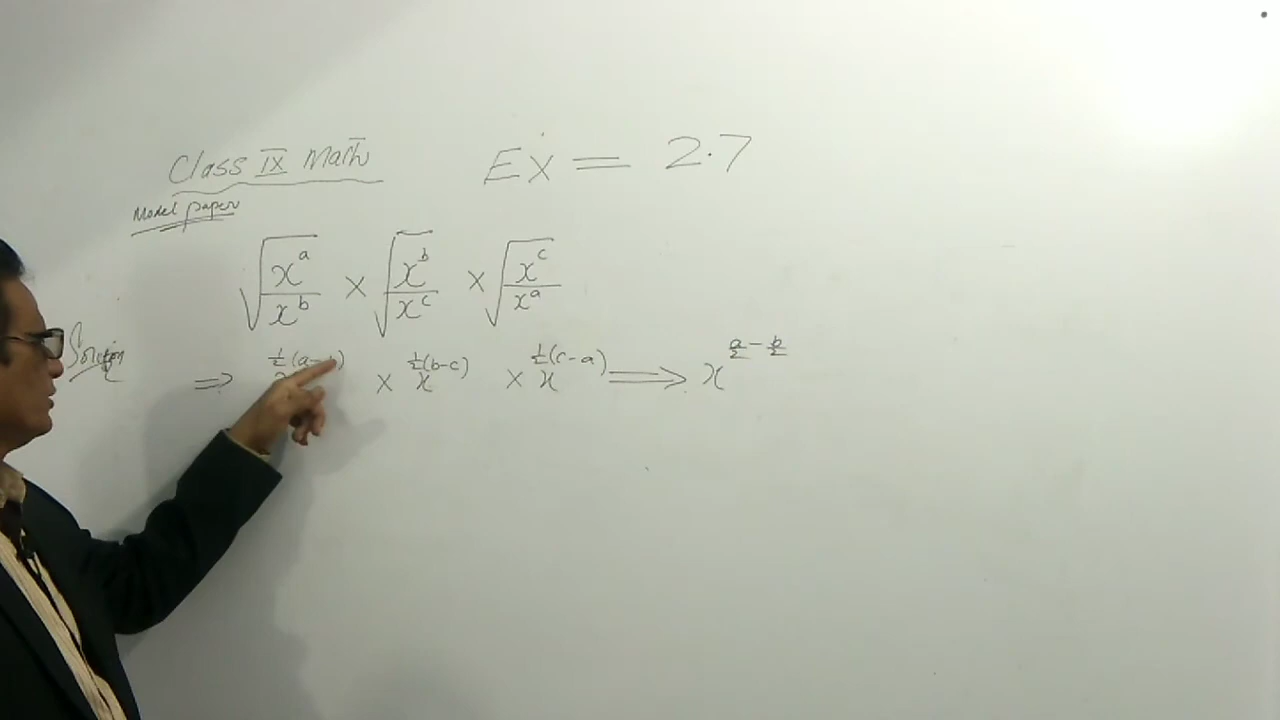 Class IX Math
Ex = 2.7
Model paper
√(x^a/x^b) × √(x^b/x^c) × √(x^c/x^a)
Solution
⇒ ½(a- ) × x^½(b-c) × x^½(c-a) ⟹ x^(a/2 - b/2)